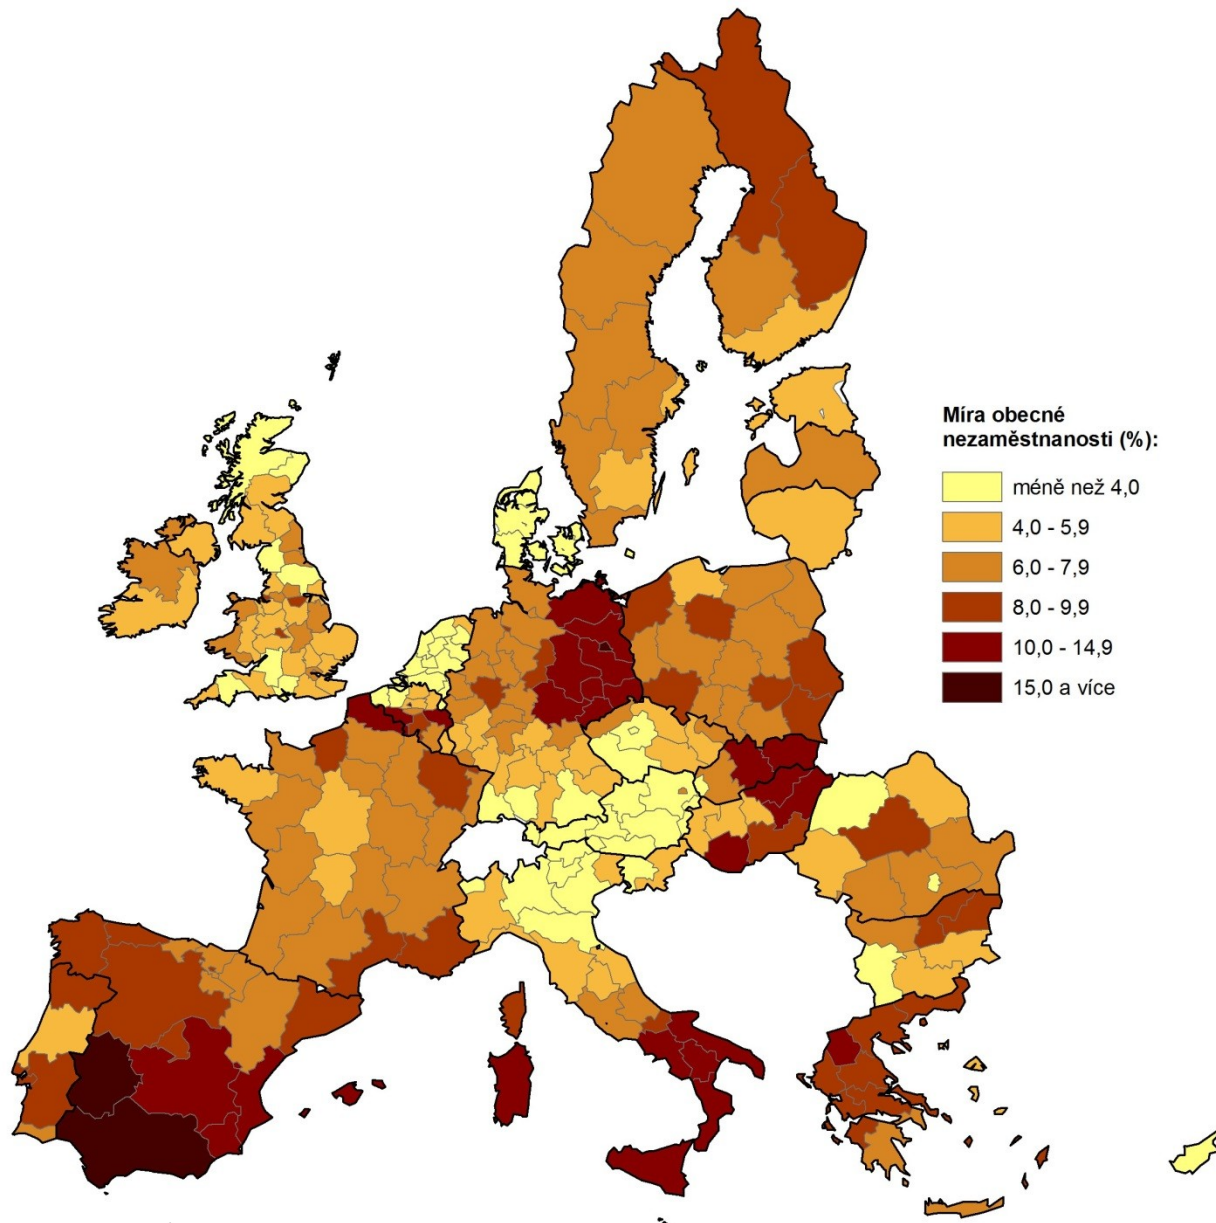 Míra obecné
nezaměstnanosti (%):
méně než 4,0
4,0 - 5,9
6,0 - 7,9
8,0 - 9,9
10,0 - 14,9
15,0 a více